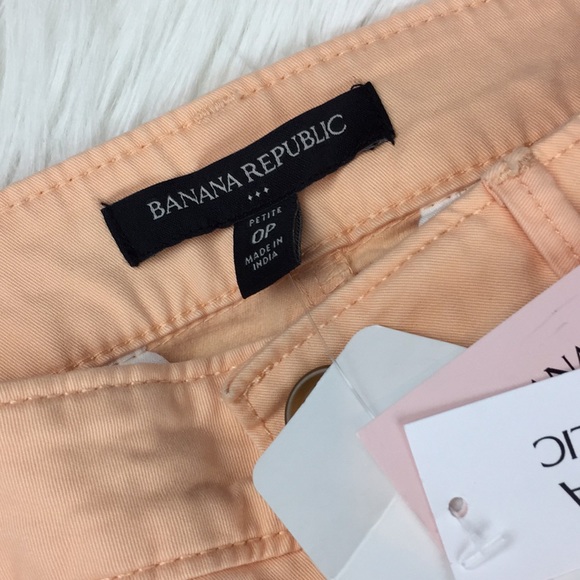 BANANA REPUBLIC
PETITE
0P
MADE IN
INDIA